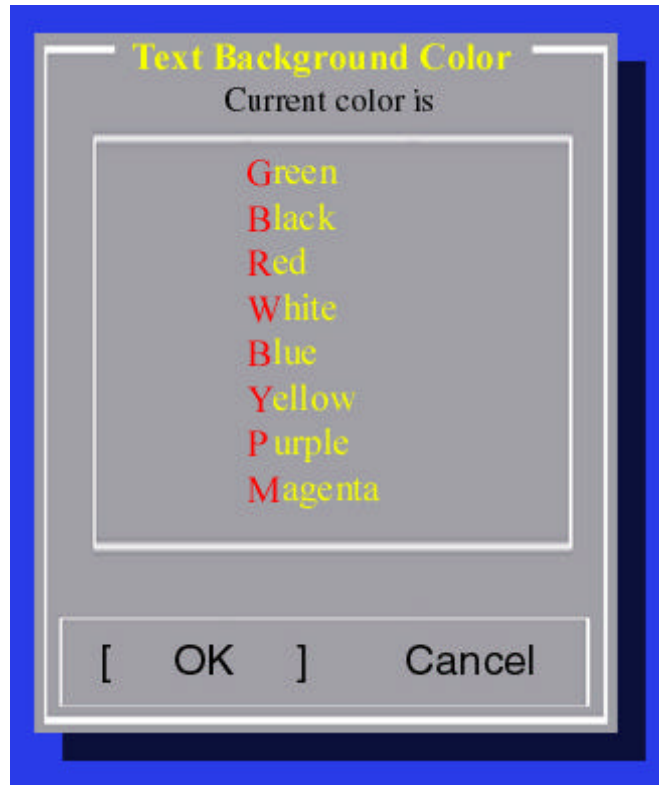 Text Background Color
Current color is
Green
Black
Red
White
Blue
Yellow
Purple
Magenta
[ OK ] Cancel